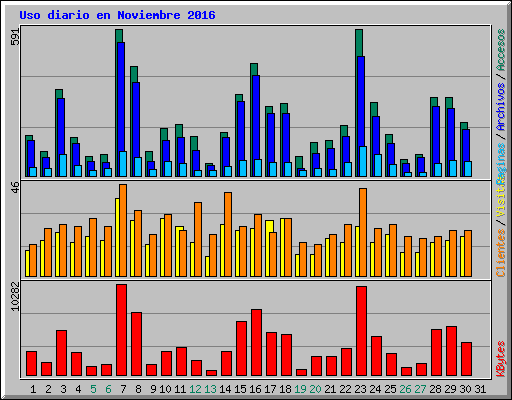 Uso diario en Noviembre 2016
591
46
10282
Accesos
/
Archivos
/
Paginas
Visitas
/
Clientes
KBytes
1 2 3 4 5 6 7 8 9 10 11 12 13 14 15 16 17 18 19 20 21 22 23 24 25 26 27 28 29 30 31